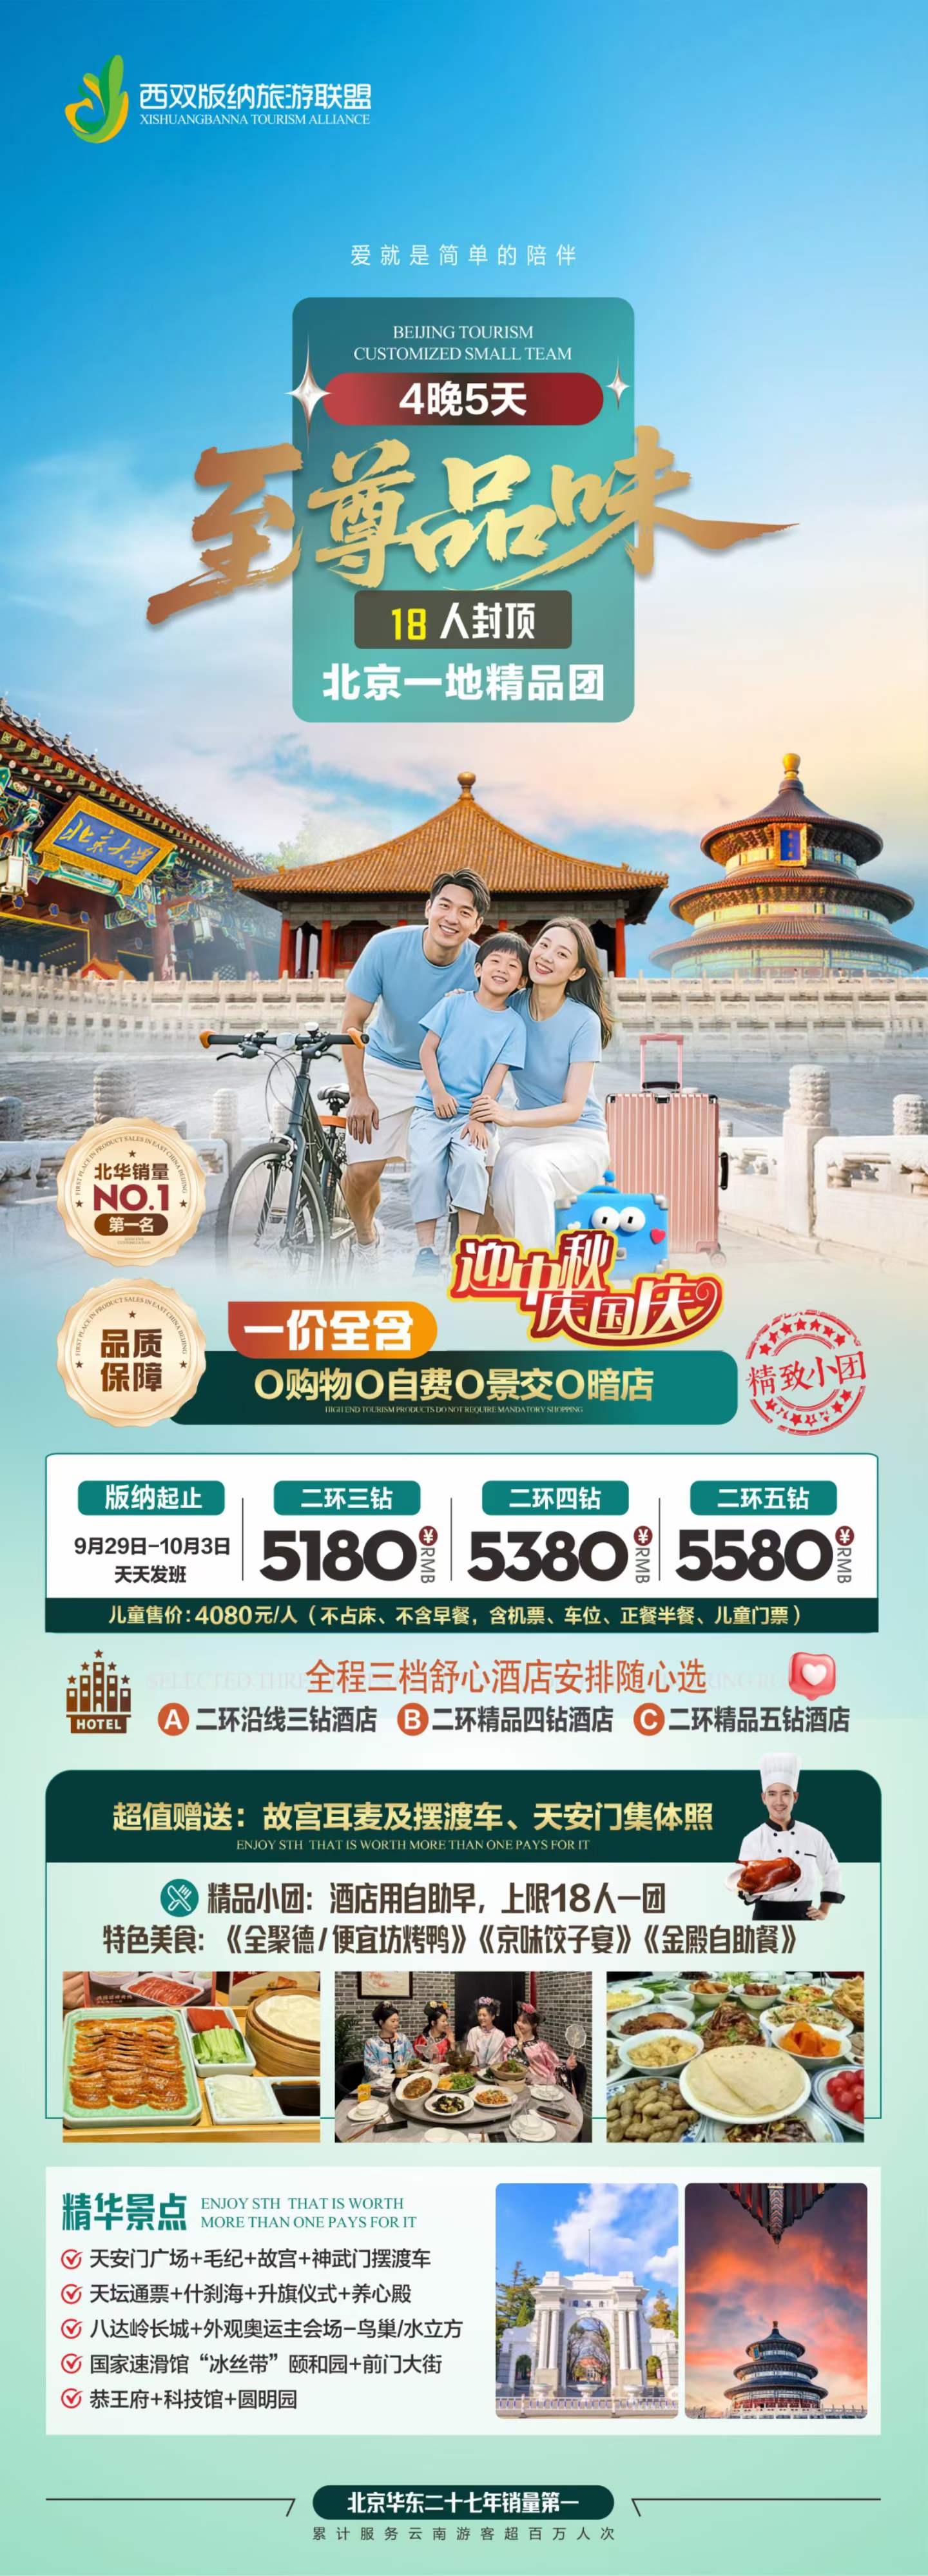 西双版纳旅游联盟
XISHUANGBANNA TOURISM ALLIANCE
爱就是简单的陪伴
BEIJING TOURISM
CUSTOMIZED SMALL TEAM
4晚5天
至尊品味
18人封顶
北京一地精品团
北京大学
北华销量
NO.1
第一名
迎中秋
庆国庆
品质
保障
一价全含
0购物0自费0景交0暗店
HIGH END TOURISM PRODUCTS DO NOT REQUIRE MANDATORY SHOPPING
精致小团
版纳起止
9月29日-10月3日
天天发班
二环三钻
5180¥RMB
二环四钻
5380¥RMB
二环五钻
5580¥RMB
儿童售价:4080元/人（不占床、不含早餐，含机票、车位、正餐半餐、儿童门票）
全程三档舒心酒店安排随心选
HOTEL
A 二环沿线三钻酒店 B 二环精品四钻酒店 C 二环精品五钻酒店
超值赠送：故宫耳麦及摆渡车、天安门集体照
ENJOY STH THAT IS WORTH MORE THAN ONE PAYS FOR IT
精品小团：酒店用自助早，上限18人一团
特色美食：《全聚德/便宜坊烤鸭》《京味饺子宴》《金殿自助餐》
精华景点
ENJOY STH THAT IS WORTH
MORE THAN ONE PAYS FOR IT
天安门广场+毛纪+故宫+神武门摆渡车
天坛通票+什刹海+升旗仪式+养心殿
八达岭长城+外观奥运主会场-鸟巢/水立方
国家速滑馆“冰丝带”颐和园+前门大街
恭王府+科技馆+圆明园
北京华东二十七年销量第一
累计服务云南游客超百万人次